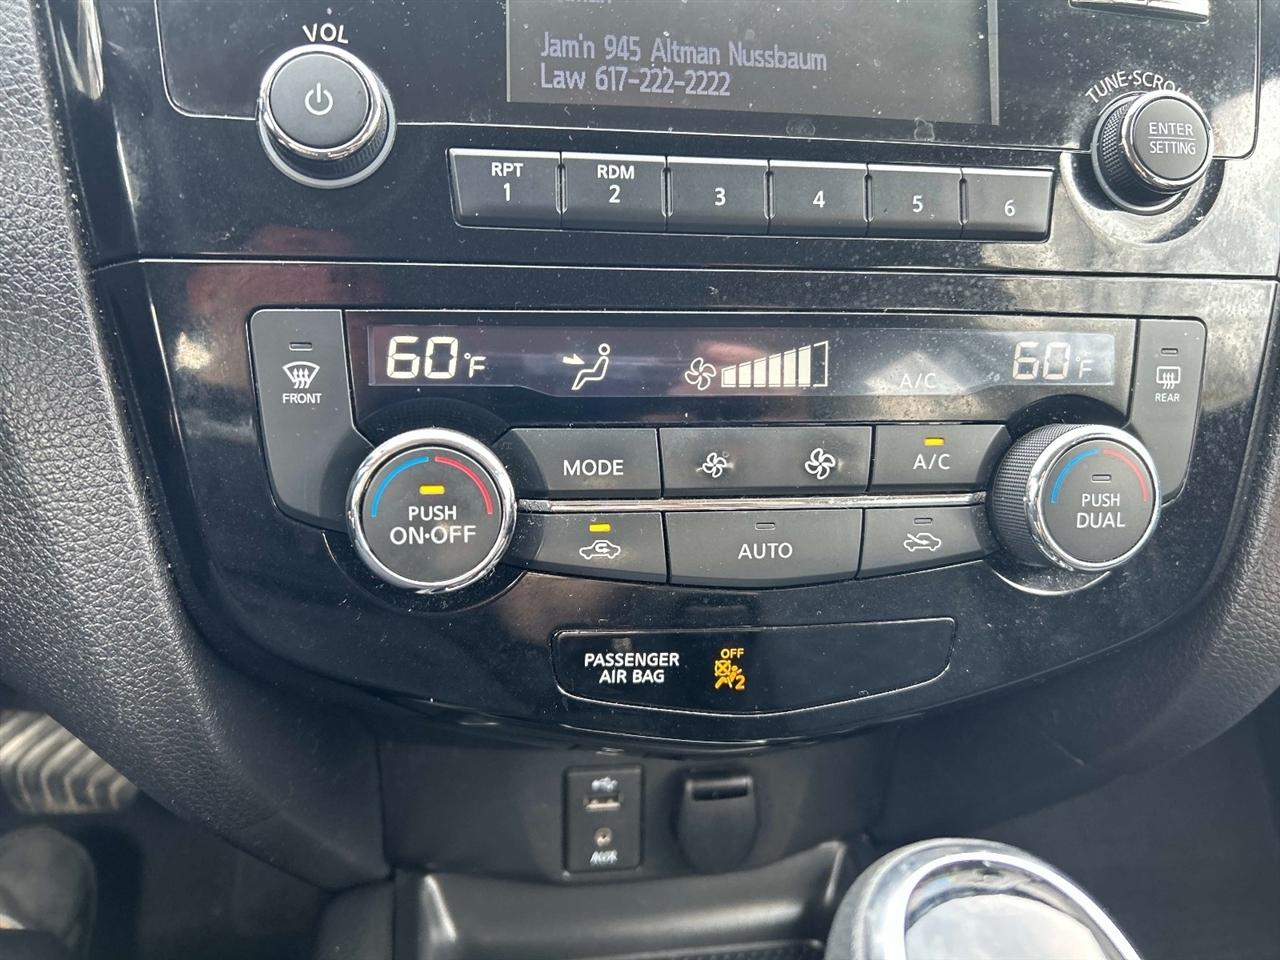 VOL
Jam'n 945 Altman Nussbaum
Law 617-222-2222
TUNE·SCROLL
ENTER
SETTING
RPT
1
RDM
2
3
4
5
6
60°F
A/C
60°F
FRONT
REAR
MODE
A/C
PUSH
ON·OFF
PUSH
DUAL
AUTO
PASSENGER
AIR BAG
OFF
2
AUX